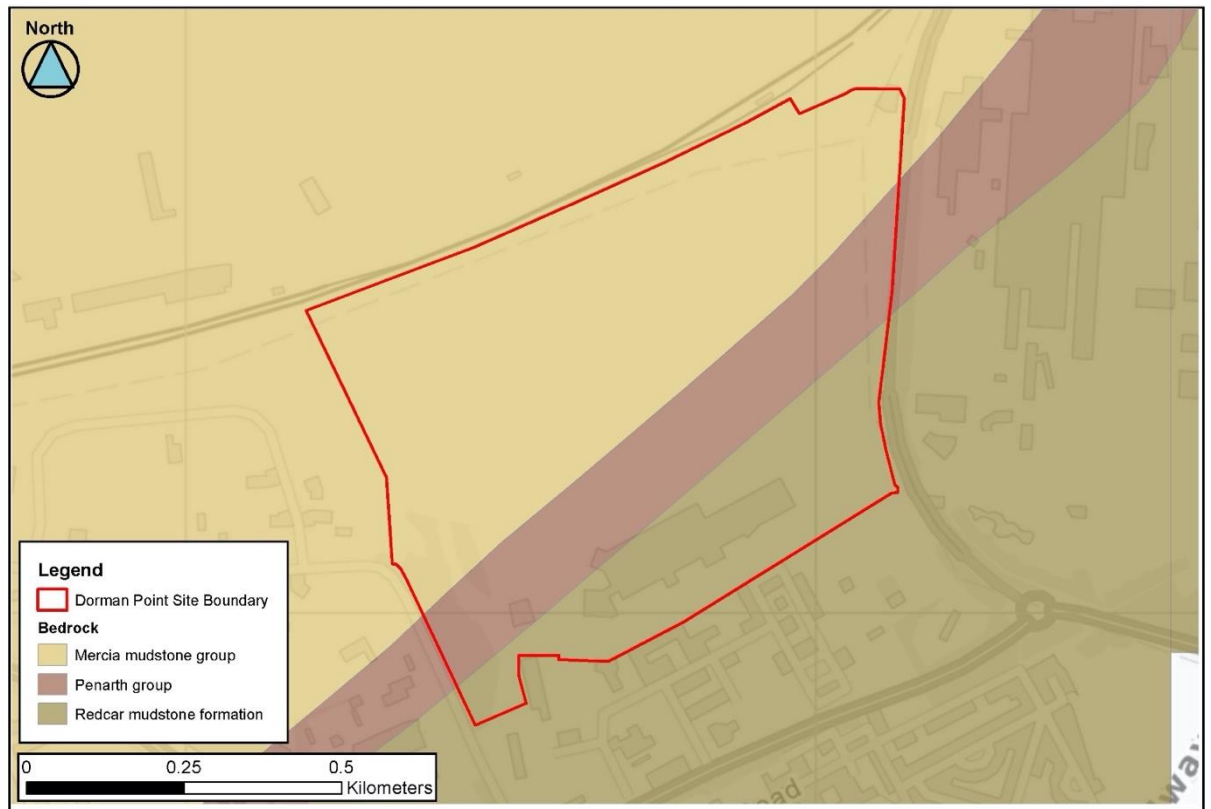 North
Legend
Dorman Point Site Boundary
Bedrock
Mercia mudstone group
Penarth group
Redcar mudstone formation
0 0.25 0.5
Kilometers